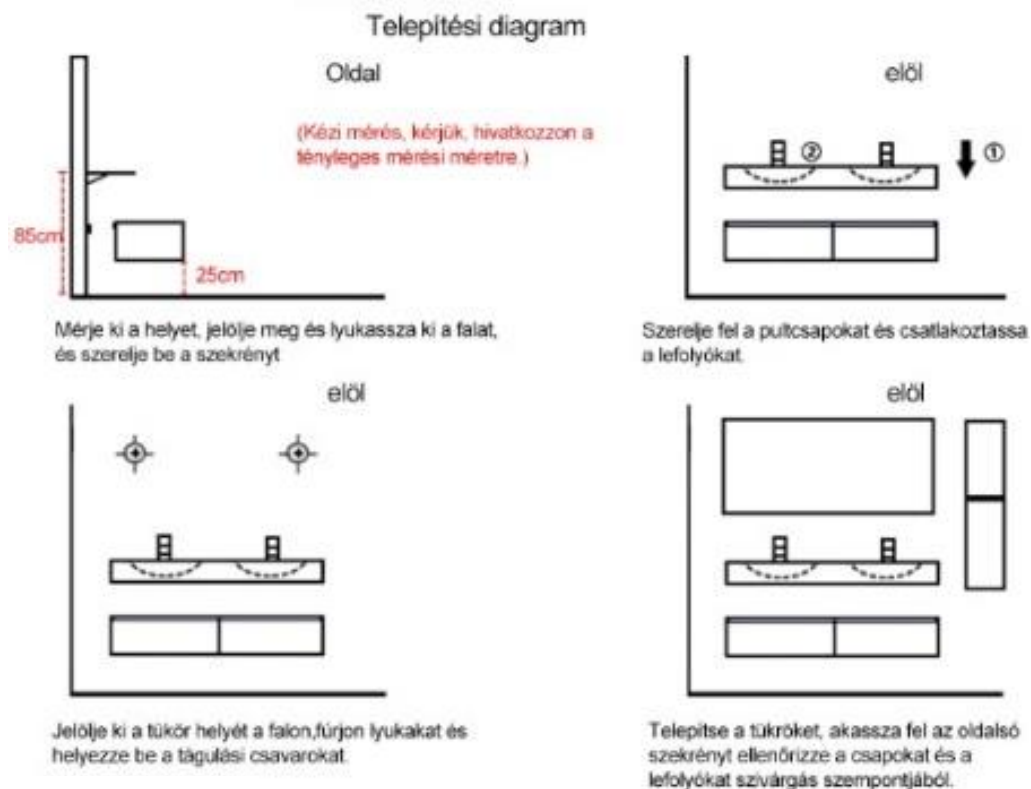 Telepítési diagram
Oldal
(Kézi mérés, kérjük, hivatkozzon a
tényleges mérési méretre.)
85cm
25cm
Mérje ki a helyet, jelölje meg és lyukassza ki a falat,
és szerelje be a szekrényt
elöl
②
①
Szerelje fel a pultcsapokat és csatlakoztassa
a lefolyókat.
elöl
Jelölje ki a tükör helyét a falon,fúrjon lyukakat és
helyezze be a tágulási csavarokat.
elöl
Telepítse a tükröket, akassza fel az oldalsó
szekrényt ellenőrizze a csapokat és a
lefolyókat szivárgás szempontjából.